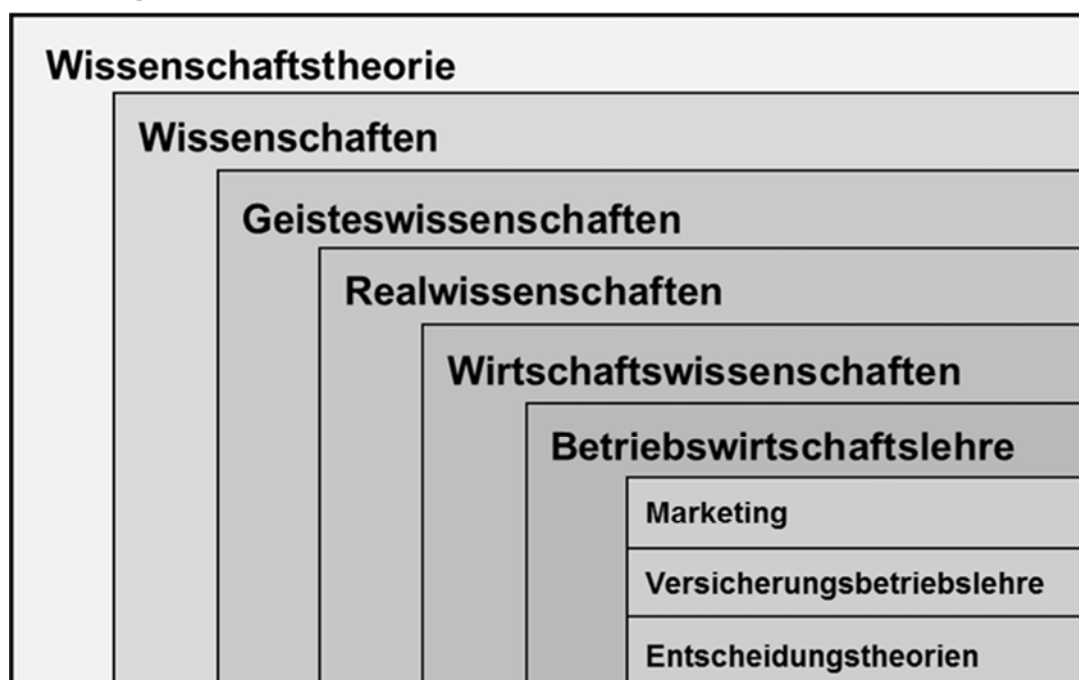 Wissenschaftstheorie
Wissenschaften
Geisteswissenschaften
Realwissenschaften
Wirtschaftswissenschaften
Betriebswirtschaftslehre
Marketing
Versicherungsbetriebslehre
Entscheidungstheorien